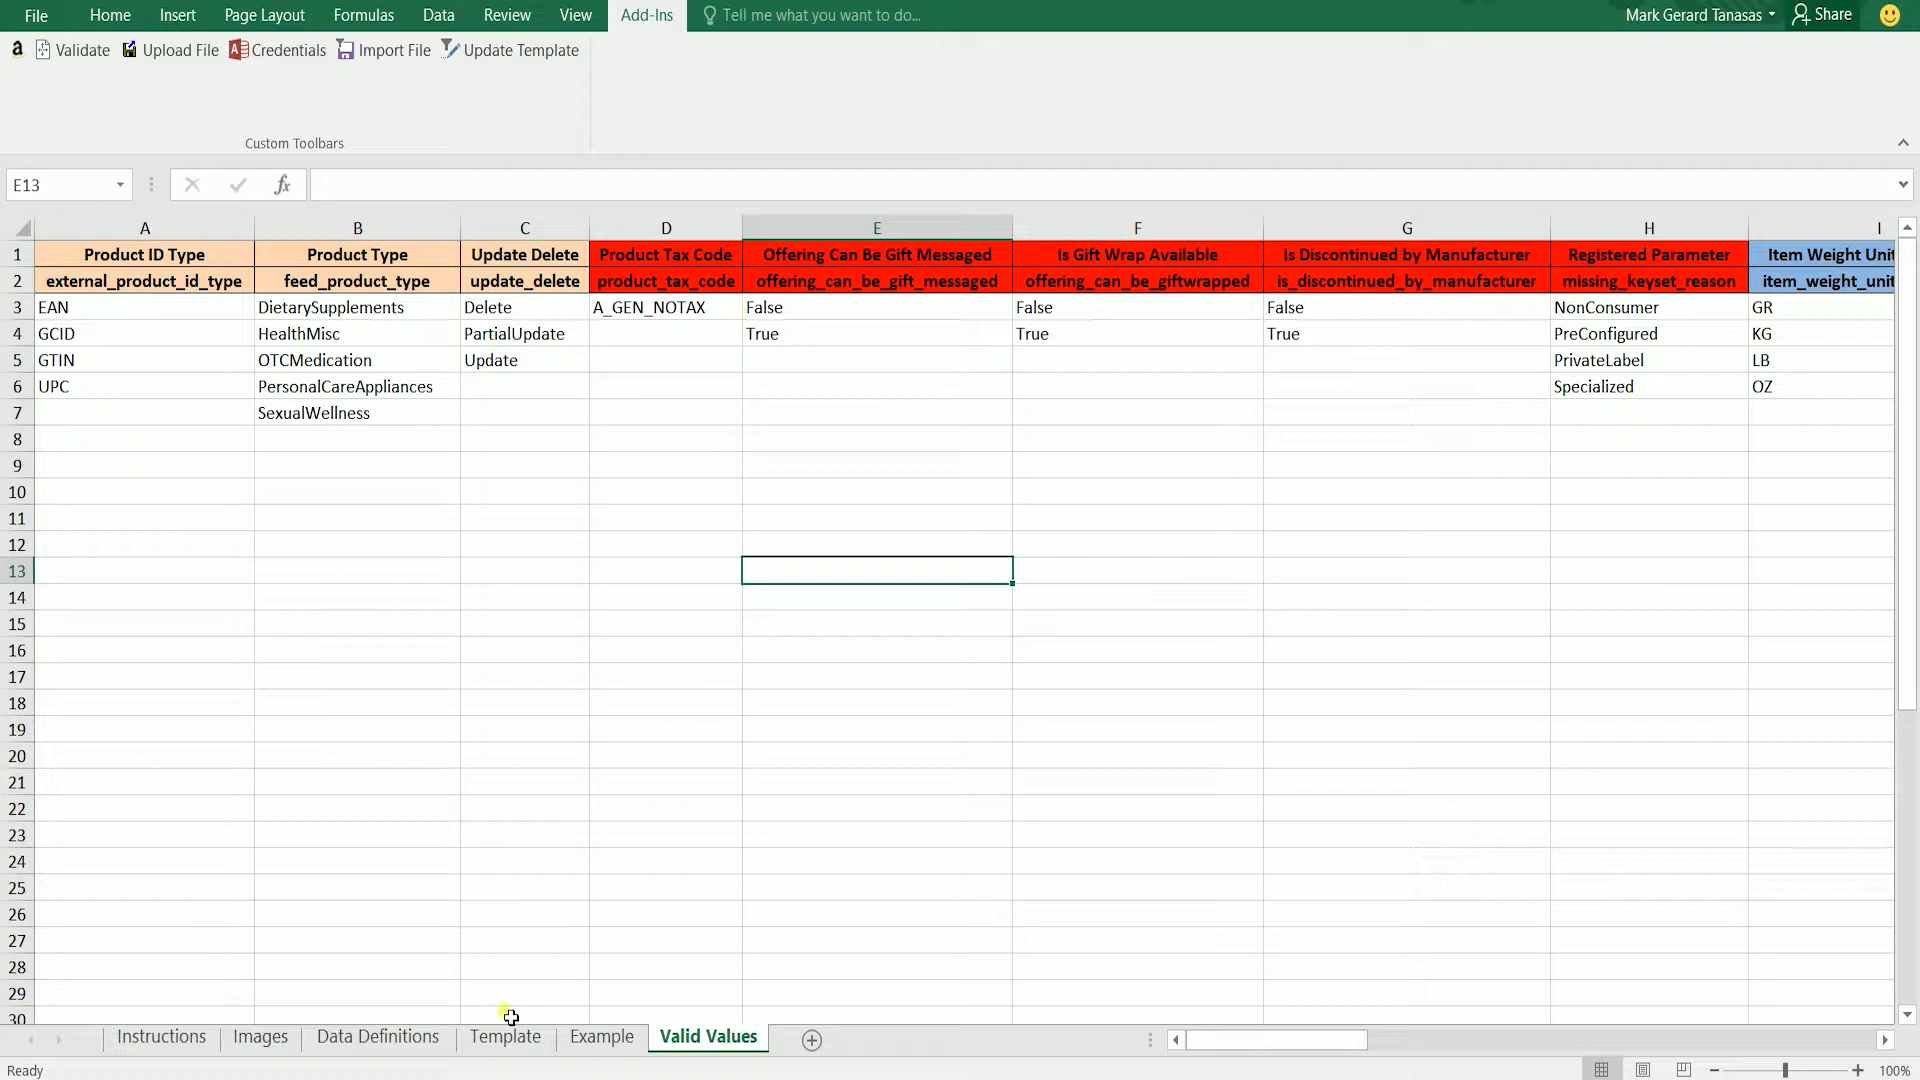 File Home Insert Page Layout Formulas Data Review View Add-Ins Tell me what you want to do... Mark Gerard Tanasas Share
a Validate Upload File Credentials Import File Update Template
Custom Toolbars
E13 fx
A B C D E F G H I
1 Product ID Type Product Type Update Delete Product Tax Code Offering Can Be Gift Messaged Is Gift Wrap Available Is Discontinued by Manufacturer Registered Parameter Item Weight Unit
2 external_product_id_type feed_product_type update_delete product_tax_code offering_can_be_gift_messaged offering_can_be_giftwrapped is_discontinued_by_manufacturer missing_keyset_reason item_weight_unit
3 EAN DietarySupplements Delete A_GEN_NOTAX False False False NonConsumer GR
4 GCID HealthMisc PartialUpdate True True True PreConfigured KG
5 GTIN OTCMedication Update PrivateLabel LB
6 UPC PersonalCareAppliances Specialized OZ
7 SexualWellness
8
9
10
11
12
13
14
15
16
17
18
19
20
21
22
23
24
25
26
27
28
29
30
Instructions Images Data Definitions Template Example Valid Values
Ready 100%